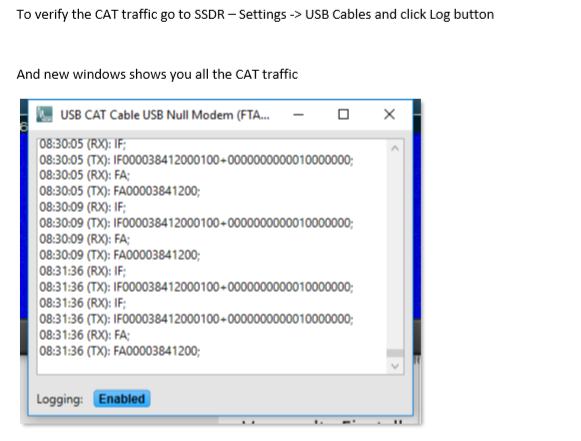 To verify the CAT traffic go to SSDR – Settings -> USB Cables and click Log button
And new windows shows you all the CAT traffic
USB CAT Cable USB Null Modem (FTA...
08:30:05 (RX): IF;
08:30:05 (TX): IF000038412000100+0000000000010000000;
08:30:05 (RX): FA;
08:30:05 (TX): FA00003841200;
08:30:09 (RX): IF;
08:30:09 (TX): IF000038412000100+0000000000010000000;
08:30:09 (RX): FA;
08:30:09 (TX): FA00003841200;
08:31:36 (RX): IF;
08:31:36 (TX): IF000038412000100+0000000000010000000;
08:31:36 (RX): IF;
08:31:36 (TX): IF000038412000100+0000000000010000000;
08:31:36 (RX): FA;
08:31:36 (TX): FA00003841200;
Logging: Enabled